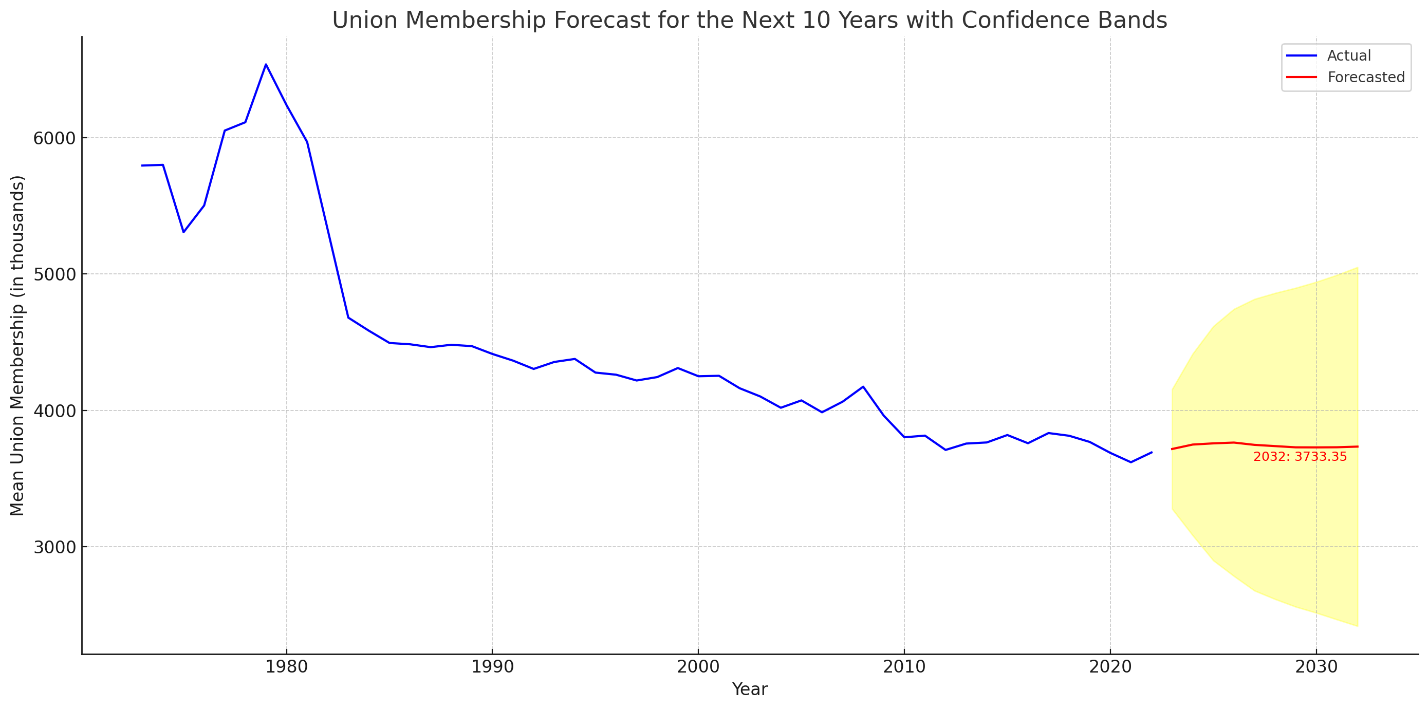 Union Membership Forecast for the Next 10 Years with Confidence Bands
Actual
Forecasted
Mean Union Membership (in thousands)
6000
5000
4000
3000
2032: 3733.35
1980
1990
2000
2010
2020
2030
Year